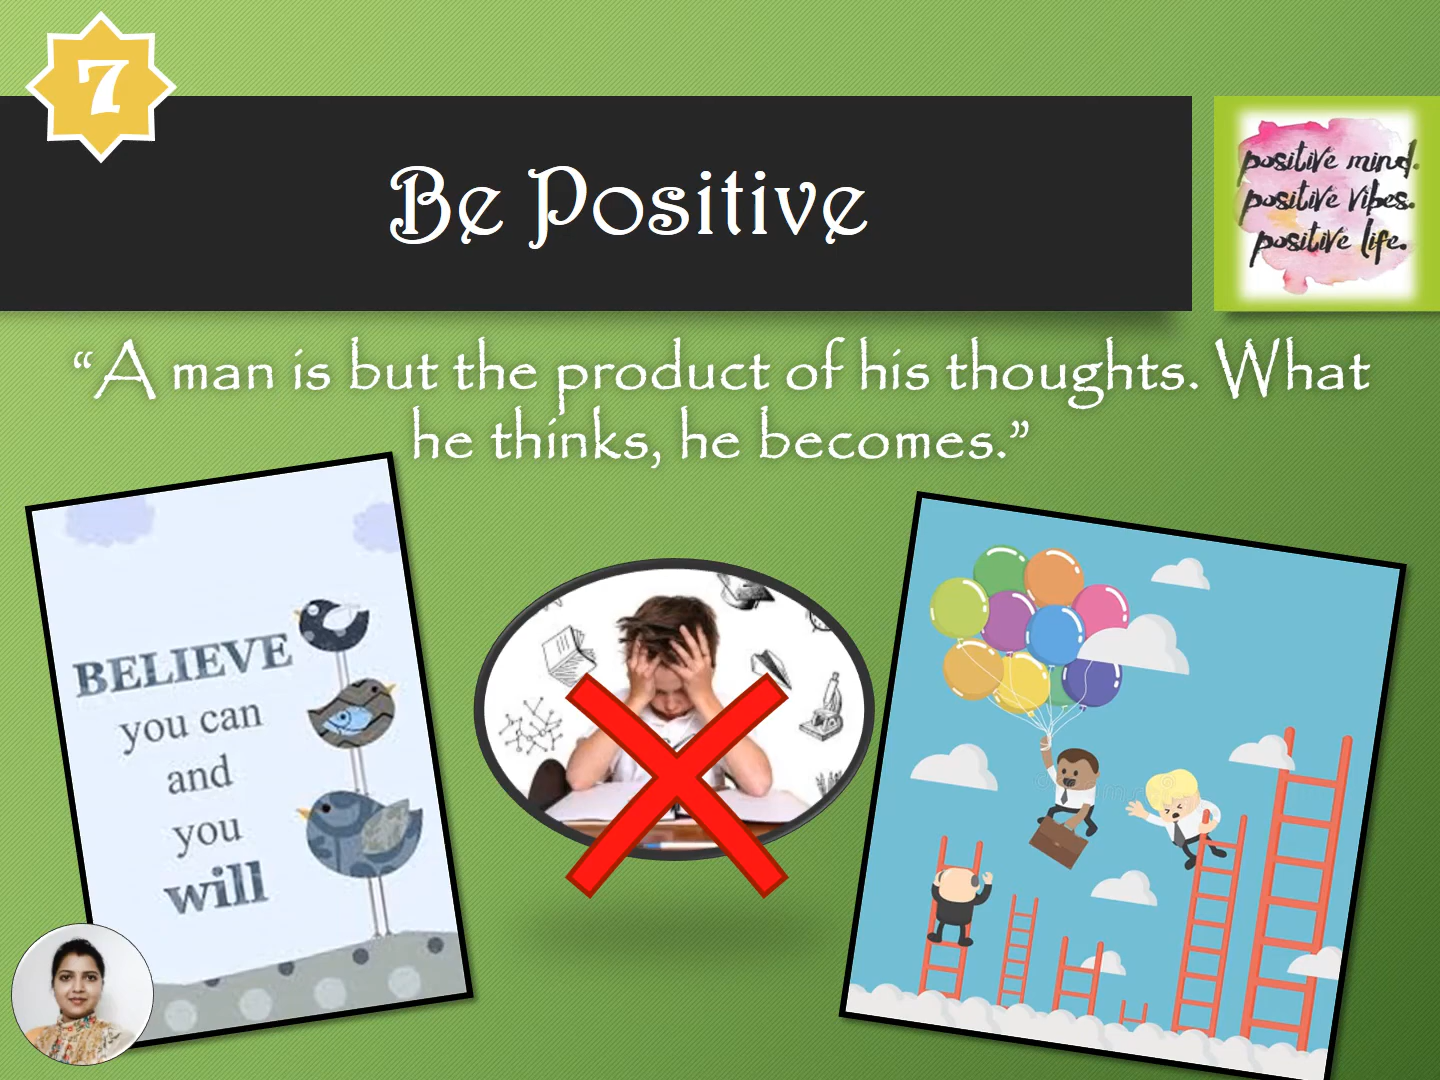 7
Be Positive
positive mind.
positive vibes.
positive life.
“A man is but the product of his thoughts. What
he thinks, he becomes.”
BELIEVE
you can
and
you
will